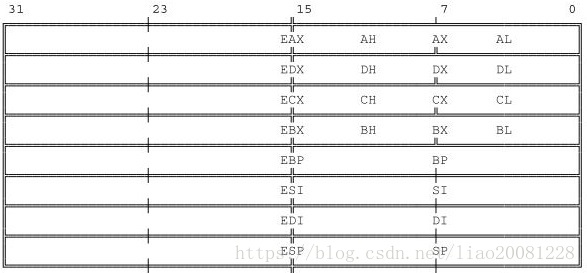 31 23 15 7 0
EAX AH AX AL
EDX DH DX DL
ECX CH CX CL
EBX BH BX BL
EBP BP
ESI SI
EDI DI
ESP SP
https://blog.csdn.net/liao20081228